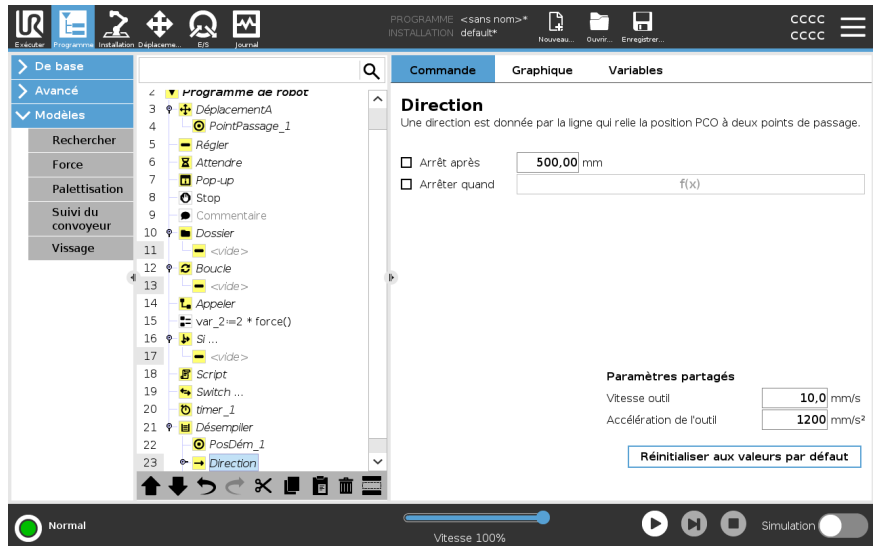 UR
PROGRAMME <sans nom>*
INSTALLATION default*
Exécuter Programme Installation Déplaceme... E/S Journal
Nouveau... Ouvrir... Enregistrer...
CCCC
CCCC
De base
Avancé
Modèles
Rechercher
Force
Palettisation
Suivi du
convoyeur
Vissage
2 Programme de robot
3 DéplacementA
4 PointPassage_1
5 Régler
6 Attendre
7 Pop-up
8 Stop
9 Commentaire
10 Dossier
11 <vide>
12 Boucle
13 <vide>
14 Appeler
15 var_2:=2 * force()
16 Si ...
17 <vide>
18 Script
19 Switch ...
20 timer_1
21 Désempiler
22 PosDém_1
23 Direction
Commande Graphique Variables
Direction
Une direction est donnée par la ligne qui relie la position PCO à deux points de passage.
Arrêt après 500,00 mm
Arrêter quand f(x)
Paramètres partagés
Vitesse outil 10,0 mm/s
Accélération de l'outil 1200 mm/s²
Réinitialiser aux valeurs par défaut
Normal
Vitesse 100%
Simulation